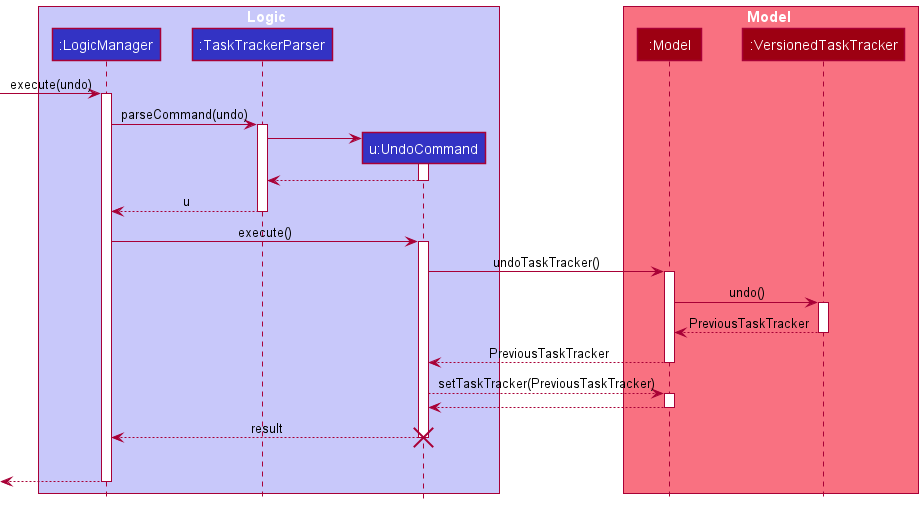 Logic
Model
:LogicManager
:TaskTrackerParser
:Model
:VersionedTaskTracker
execute(undo)
parseCommand(undo)
u:UndoCommand
u
execute()
undoTaskTracker()
undo()
PreviousTaskTracker
PreviousTaskTracker
setTaskTracker(PreviousTaskTracker)
result